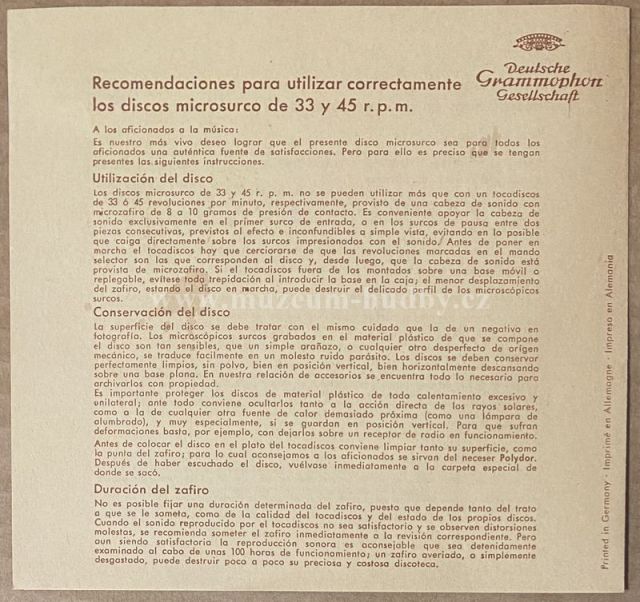 Deutsche
Grammophon
Gesellschaft
Recomendaciones para utilizar correctamente
los discos microsurco de 33 y 45 r.p.m.
A los aficionados a la música:
Es nuestro más vivo deseo lograr que el presente disco microsurco sea para todos los
aficionados una auténtica fuente de satisfacciones. Pero para ello es preciso que se tengan
presentes las siguientes instrucciones.
Utilización del disco
Los discos microsurco de 33 y 45 r. p. m. no se pueden utilizar más que con un tocadiscos
de 33 ó 45 revoluciones por minuto, respectivamente, provisto de una cabeza de sonido con
microzafiro de 8 a 10 gramos de presión de contacto. Es conveniente apoyar la cabeza de
sonido exclusivamente en el primer surco de entrada, o en los surcos de pausa entre dos
piezas consecutivas, previstos al efecto e inconfundibles a simple vista, evitando en lo posible
que caiga directamente sobre los surcos impresionados con el sonido. Antes de poner en
marcha el tocadiscos hay que cerciorarse de que las revoluciones marcadas en el mando
selector son las que corresponden al disco y, desde luego, que la cabeza de sonido está
provista de microzafiro. Si el tocadiscos fuera de los montados sobre una base móvil o
replegable, evítese toda trepidación al introducir la base en la caja; el menor desplazamiento
del zafiro, estando el disco en marcha, puede destruir el delicado perfil de los microscópicos
surcos.
Conservación del disco
La superficie del disco se debe tratar con el mismo cuidado que la de un negativo en
fotografía. Los microscópicos surcos grabados en el material plástico de que se compone
el disco son tan sensibles, que un simple arañazo, o cualquier otro desperfecto de origen
mecánico, se traduce facilmente en un molesto ruido parásito. Los discos se deben conservar
perfectamente limpios, sin polvo, bien en posición vertical, bien horizontalmente descansando
sobre una base plana. En nuestra relación de accesorios se encuentra todo lo necesario para
archivarlos con propiedad.
Es importante proteger los discos de material plástico de todo calentamiento excesivo y
unilateral; ante todo conviene ocultarlos tanto a la acción directa de los rayos solares,
como a la de cualquier otra fuente de calor demasiado próxima (como una lámpara de
alumbrado), y muy especialmente, si se guardan en posición vertical. Para que sufran
deformaciones basta, por ejemplo, con dejarlos sobre un receptor de radio en funcionamiento.
Antes de colocar el disco en el plato del tocadiscos conviene limpiar tanto su superficie, como
la punta del zafiro; para lo cual aconsejamos a los aficionados se sirvan del neceser Polydor.
Después de haber escuchado el disco, vuélvase inmediatamente a la carpeta especial de
donde se sacó.
Duración del zafiro
No es posible fijar una duración determinada del zafiro, puesto que depende tanto del trato
a que se le someta, como de la calidad del tocadiscos y del estado de los propios discos.
Cuando el sonido reproducido por el tocadiscos no sea satisfactorio y se observen distorsiones
molestas, se recomienda someter el zafiro inmediatamente a la revisión correspondiente. Pero
aun siendo satisfactoria la reproducción sonora es aconsejable que sea detenidamente
examinado al cabo de unas 100 horas de funcionamiento; un zafiro averiado, o simplemente
desgastado, puede destruir poco a poco su preciosa y costosa discoteca.
Printed in Germany · Imprimé en Allemagne · Impreso en Alemania